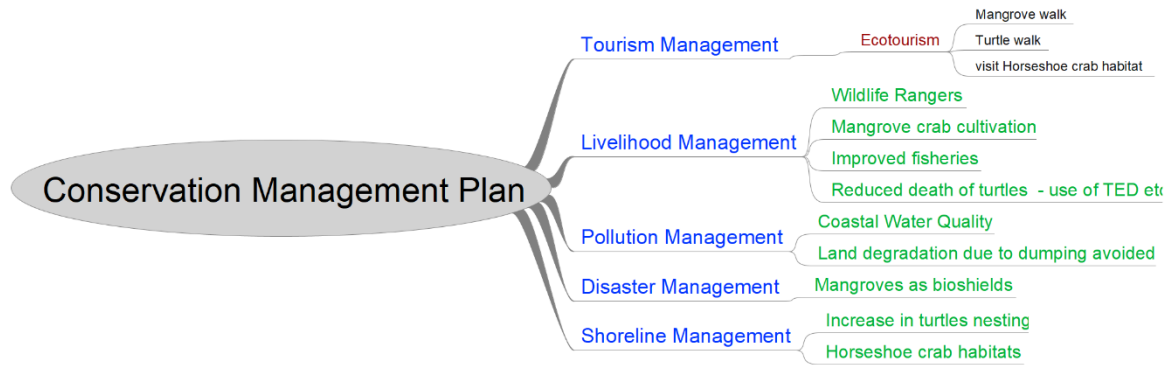 Conservation Management Plan
Tourism Management
Ecotourism
Mangrove walk
Turtle walk
visit Horseshoe crab habitat
Livelihood Management
Wildlife Rangers
Mangrove crab cultivation
Improved fisheries
Reduced death of turtles - use of TED etc
Pollution Management
Coastal Water Quality
Land degradation due to dumping avoided
Disaster Management
Mangroves as bioshields
Shoreline Management
Increase in turtles nesting
Horseshoe crab habitats